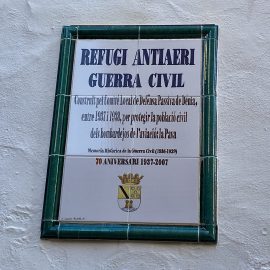 REFUGI ANTIAERI
GUERRA CIVIL
Construït pel Comité Local de Defensa Passiva de Dénia,
entre 1937 i 1938, per protegir la població civil
dels bombardejos de l'aviació
Memòria Històrica de la Guerra Civil (1936-1939)
70 ANIVERSARI 1937-2007